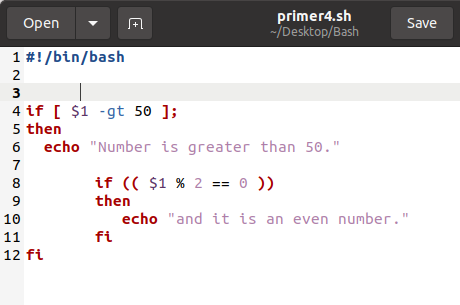 Open
primer4.sh
~/Desktop/Bash
Save
1 #!/bin/bash
2
3
4 if [ $1 -gt 50 ];
5 then
6   echo "Number is greater than 50."
7
8         if (( $1 % 2 == 0 ))
9         then
10            echo "and it is an even number."
11        fi
12 fi